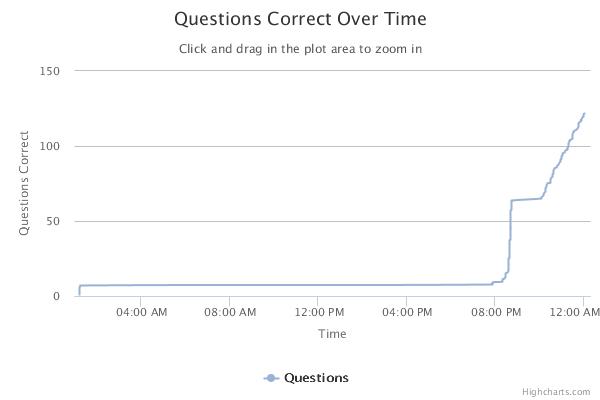 Questions Correct Over Time
Click and drag in the plot area to zoom in
150
100
50
0
Questions Correct
04:00 AM 08:00 AM 12:00 PM 04:00 PM 08:00 PM 12:00 AM
Time
Questions
Highcharts.com